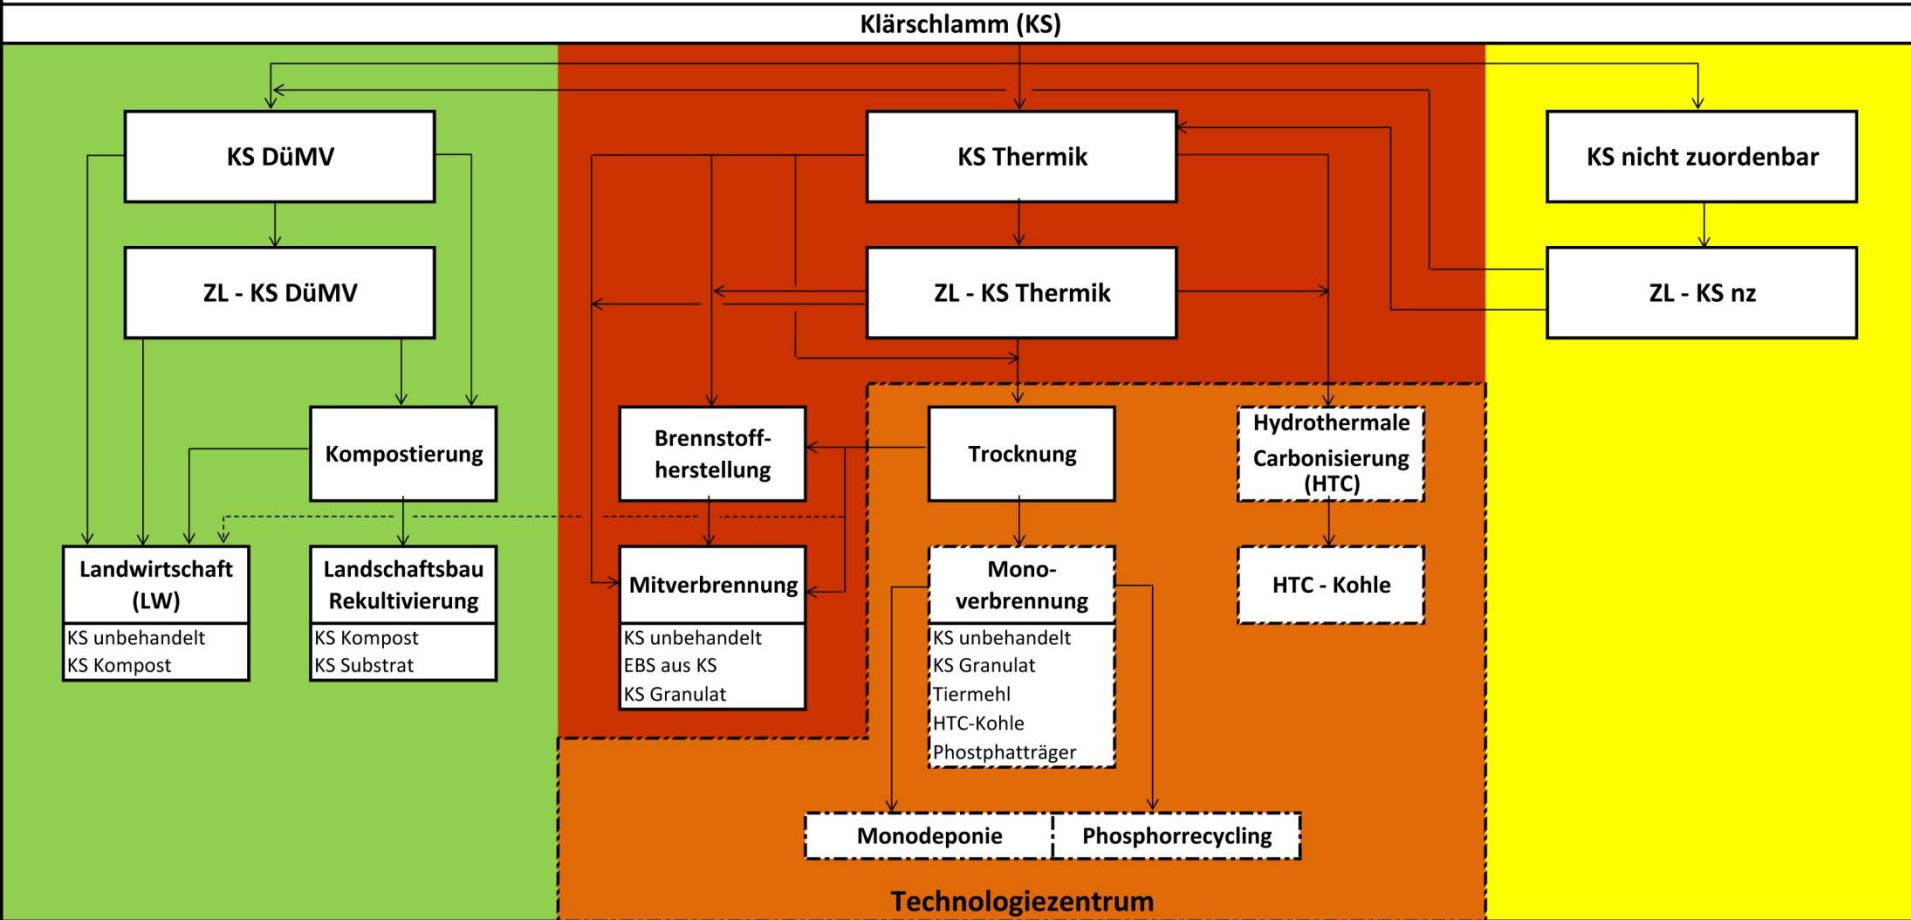 Klärschlamm (KS)
KS DüMV
KS Thermik
KS nicht zuordenbar
ZL - KS DüMV
ZL - KS Thermik
ZL - KS nz
Kompostierung
Brennstoff-
herstellung
Trocknung
Hydrothermale
Carbonisierung
(HTC)
Landwirtschaft
(LW)
KS unbehandelt
KS Kompost
Landschaftsbau
Rekultivierung
KS Kompost
KS Substrat
Mitverbrennung
KS unbehandelt
EBS aus KS
KS Granulat
Mono-
verbrennung
KS unbehandelt
KS Granulat
Tiermehl
HTC-Kohle
Phostphatträger
HTC - Kohle
Monodeponie
Phosphorrecycling
Technologiezentrum